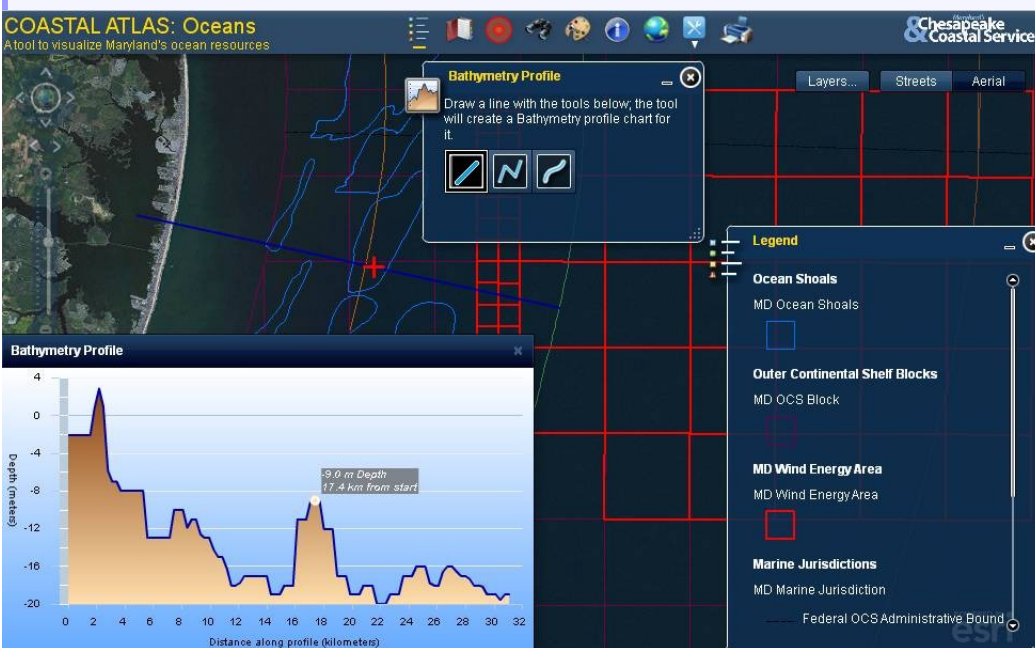 COASTAL ATLAS: Oceans
A tool to visualize Maryland's ocean resources
Maryland's
Chesapeake
& Coastal Service
Layers...
Streets
Aerial
Bathymetry Profile
Draw a line with the tools below; the tool
will create a Bathymetry profile chart for
it.
Legend
Ocean Shoals
MD Ocean Shoals
Outer Continental Shelf Blocks
MD OCS Block
MD Wind Energy Area
MD Wind Energy Area
Marine Jurisdictions
MD Marine Jurisdiction
Federal OCS Administrative Bound
esri
Bathymetry Profile
4
0
-4
-8
-12
-16
-20
Depth (meters)
-9.0 m Depth
17.4 km from start
0 2 4 6 8 10 12 14 16 18 20 22 24 26 28 30 32
Distance along profile (kilometers)